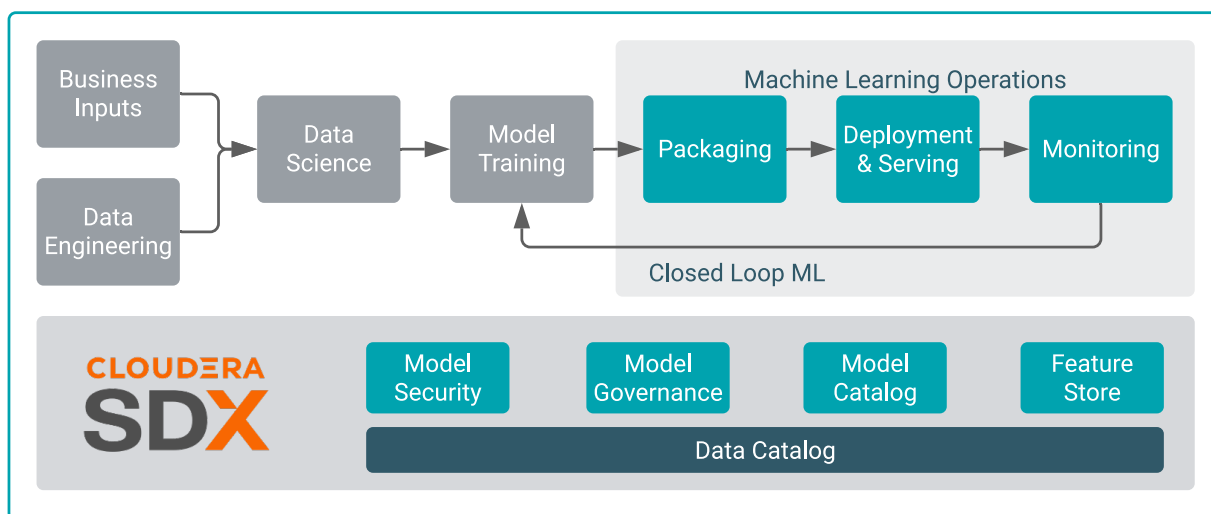 Business
Inputs
Data
Engineering
Data
Science
Model
Training
Machine Learning Operations
Packaging
Deployment
& Serving
Monitoring
Closed Loop ML
CLOUDERA
SDX
Model
Security
Model
Governance
Model
Catalog
Feature
Store
Data Catalog